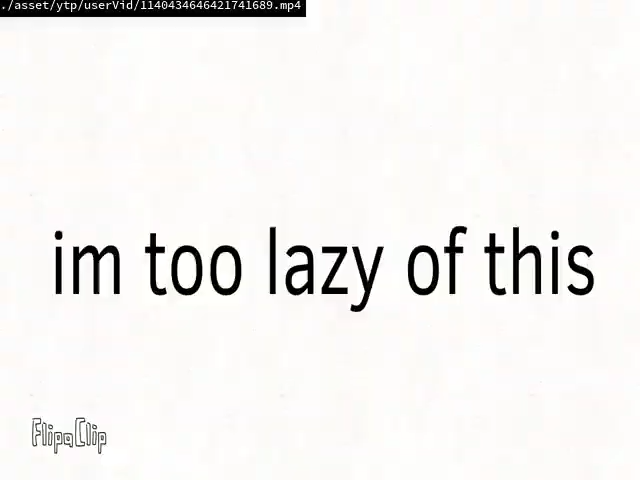 ./asset/ytp/userVid/1140434646421741689.mp4
im too lazy of this
FlipaClip